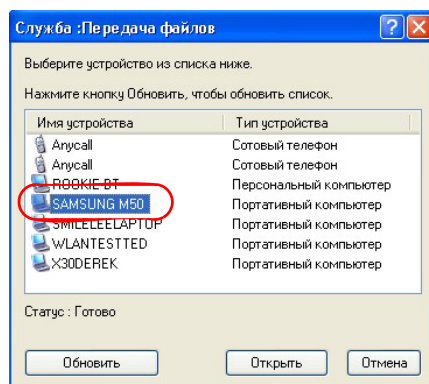 Служба :Передача файлов
Выберите устройство из списка ниже.
Нажмите кнопку Обновить, чтобы обновить список.
Имя устройства Тип устройства
Anycall Сотовый телефон
Anycall Сотовый телефон
ROOKIE-BT Персональный компьютер
SAMSUNG M50 Портативный компьютер
SMILELEELAPTOP Портативный компьютер
WLANTESTTED Портативный компьютер
X30DEREK Портативный компьютер
Статус : Готово
Обновить Открыть Отмена